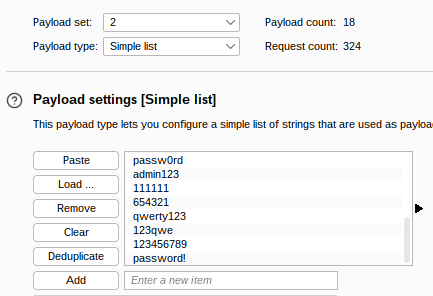 Payload set: 2 Payload count: 18
Payload type: Simple list Request count: 324
Payload settings [Simple list]
This payload type lets you configure a simple list of strings that are used as payloa
Paste
Load ...
Remove
Clear
Deduplicate
passw0rd
admin123
111111
654321
qwerty123
123qwe
123456789
password!
Add Enter a new item